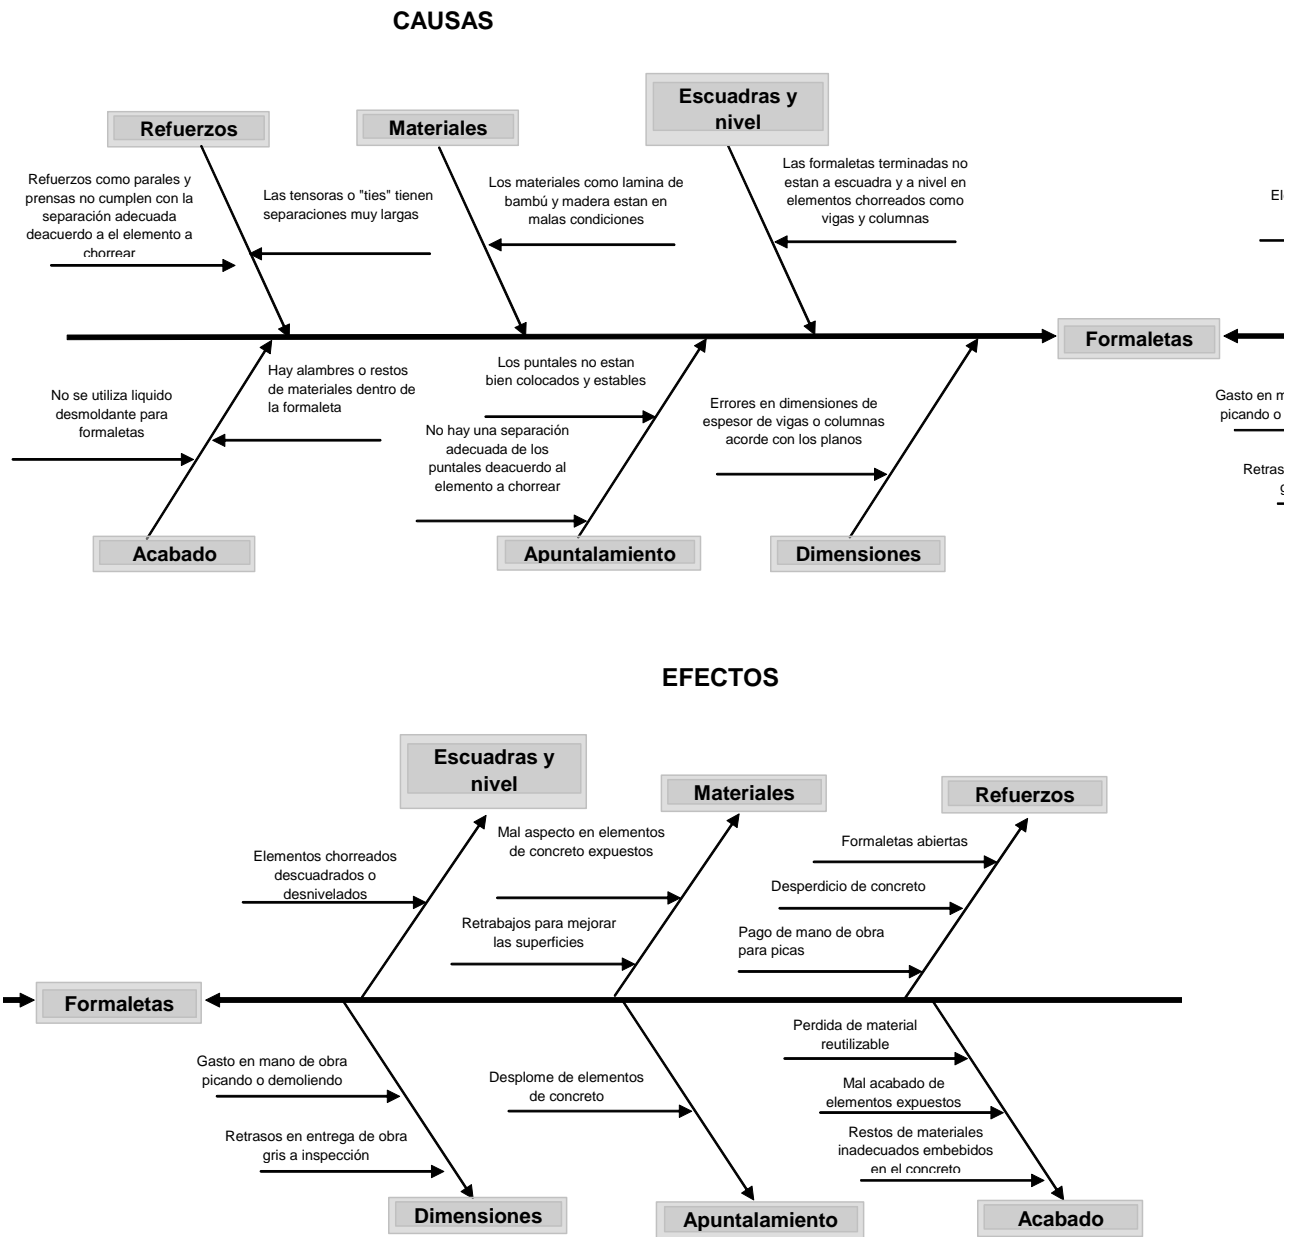 CAUSAS
Refuerzos
Materiales
Escuadras y
nivel
Refuerzos como parales y
prensas no cumplen con la
separación adecuada
deacuerdo a el elemento a
chorrear
Las tensoras o "ties" tienen
separaciones muy largas
Los materiales como lamina de
bambú y madera estan en
malas condiciones
Las formaletas terminadas no
estan a escuadra y a nivel en
elementos chorreados como
vigas y columnas
El
Formaletas
No se utiliza liquido
desmoldante para
formaletas
Hay alambres o restos
de materiales dentro de
la formaleta
Los puntales no estan
bien colocados y estables
No hay una separación
adecuada de los
puntales deacuerdo al
elemento a chorrear
Errores en dimensiones de
espesor de vigas o columnas
acorde con los planos
Gasto en m
picando o
Retras
g
Acabado
Apuntalamiento
Dimensiones
EFECTOS
Escuadras y
nivel
Materiales
Refuerzos
Elementos chorreados
descuadrados o
desnivelados
Mal aspecto en elementos
de concreto expuestos
Retrabajos para mejorar
las superficies
Formaletas abiertas
Desperdicio de concreto
Pago de mano de obra
para picas
Formaletas
Gasto en mano de obra
picando o demoliendo
Retrasos en entrega de obra
gris a inspección
Desplome de elementos
de concreto
Perdida de material
reutilizable
Mal acabado de
elementos expuestos
Restos de materiales
inadecuados embebidos
en el concreto
Dimensiones
Apuntalamiento
Acabado